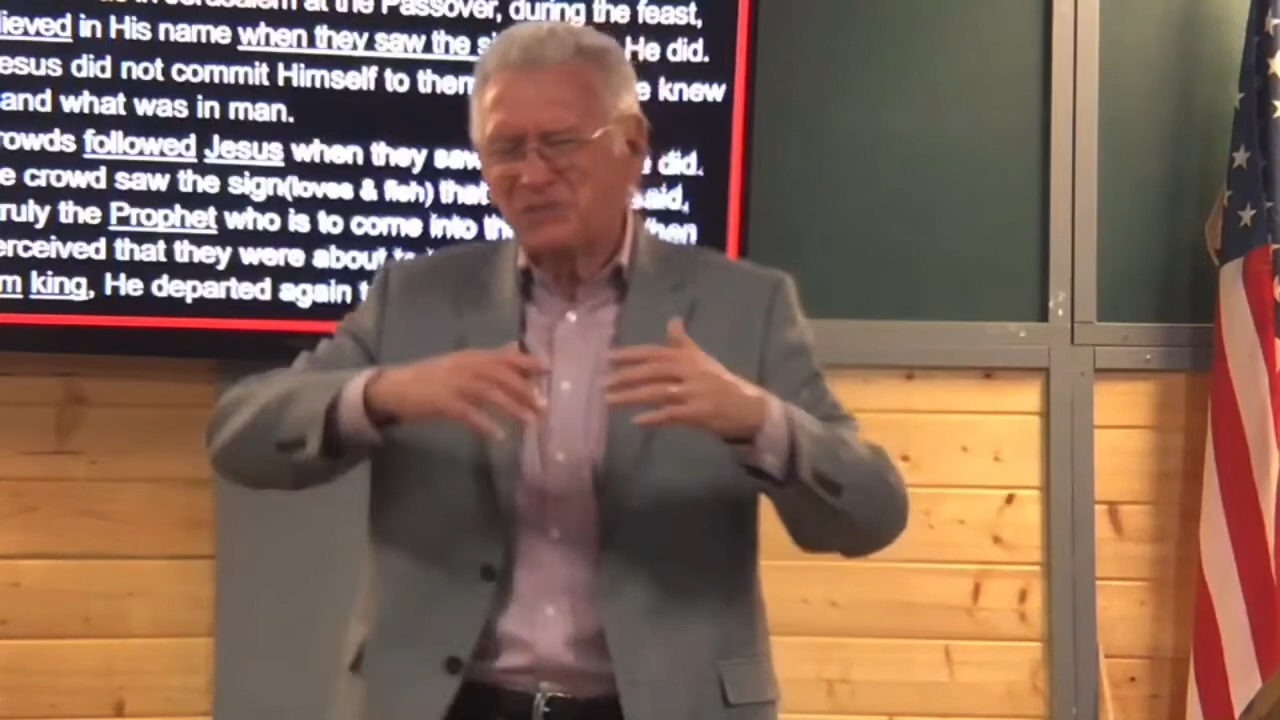 at the Passover, during the feast,
ieved in His name when they saw the He did.
esus did not commit Himself to them knew
and what was in man.
rowds followed Jesus when they saw did.
e crowd saw the sign(loves & fish) that said,
ruly the Prophet who is to come into
erceived that they were about
m king, He departed again